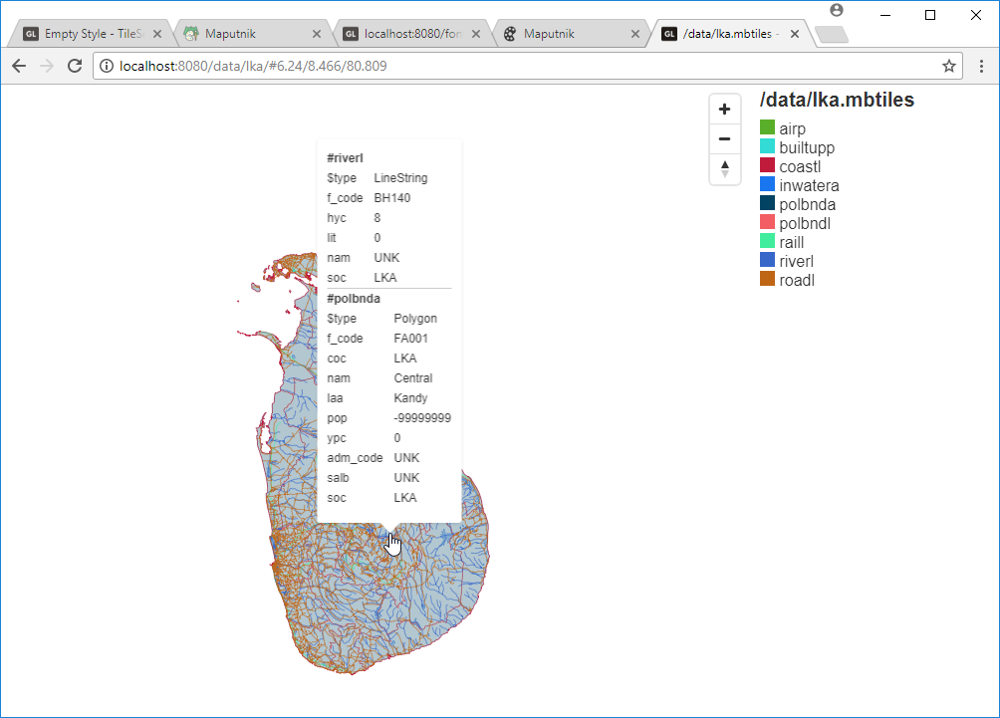 Empty Style - TileS
Maputnik
localhost:8080/fon
Maputnik
/data/lka.mbtiles -
localhost:8080/data/lka/#6.24/8.466/80.809
/data/lka.mbtiles
airp
builtupp
coastl
inwatera
polbnda
polbndl
raill
riverl
roadl
#riverl
$type LineString
f_code BH140
hyc 8
lit 0
nam UNK
soc LKA
#polbnda
$type Polygon
f_code FA001
coc LKA
nam Central
laa Kandy
pop -99999999
ypc 0
adm_code UNK
salb UNK
soc LKA